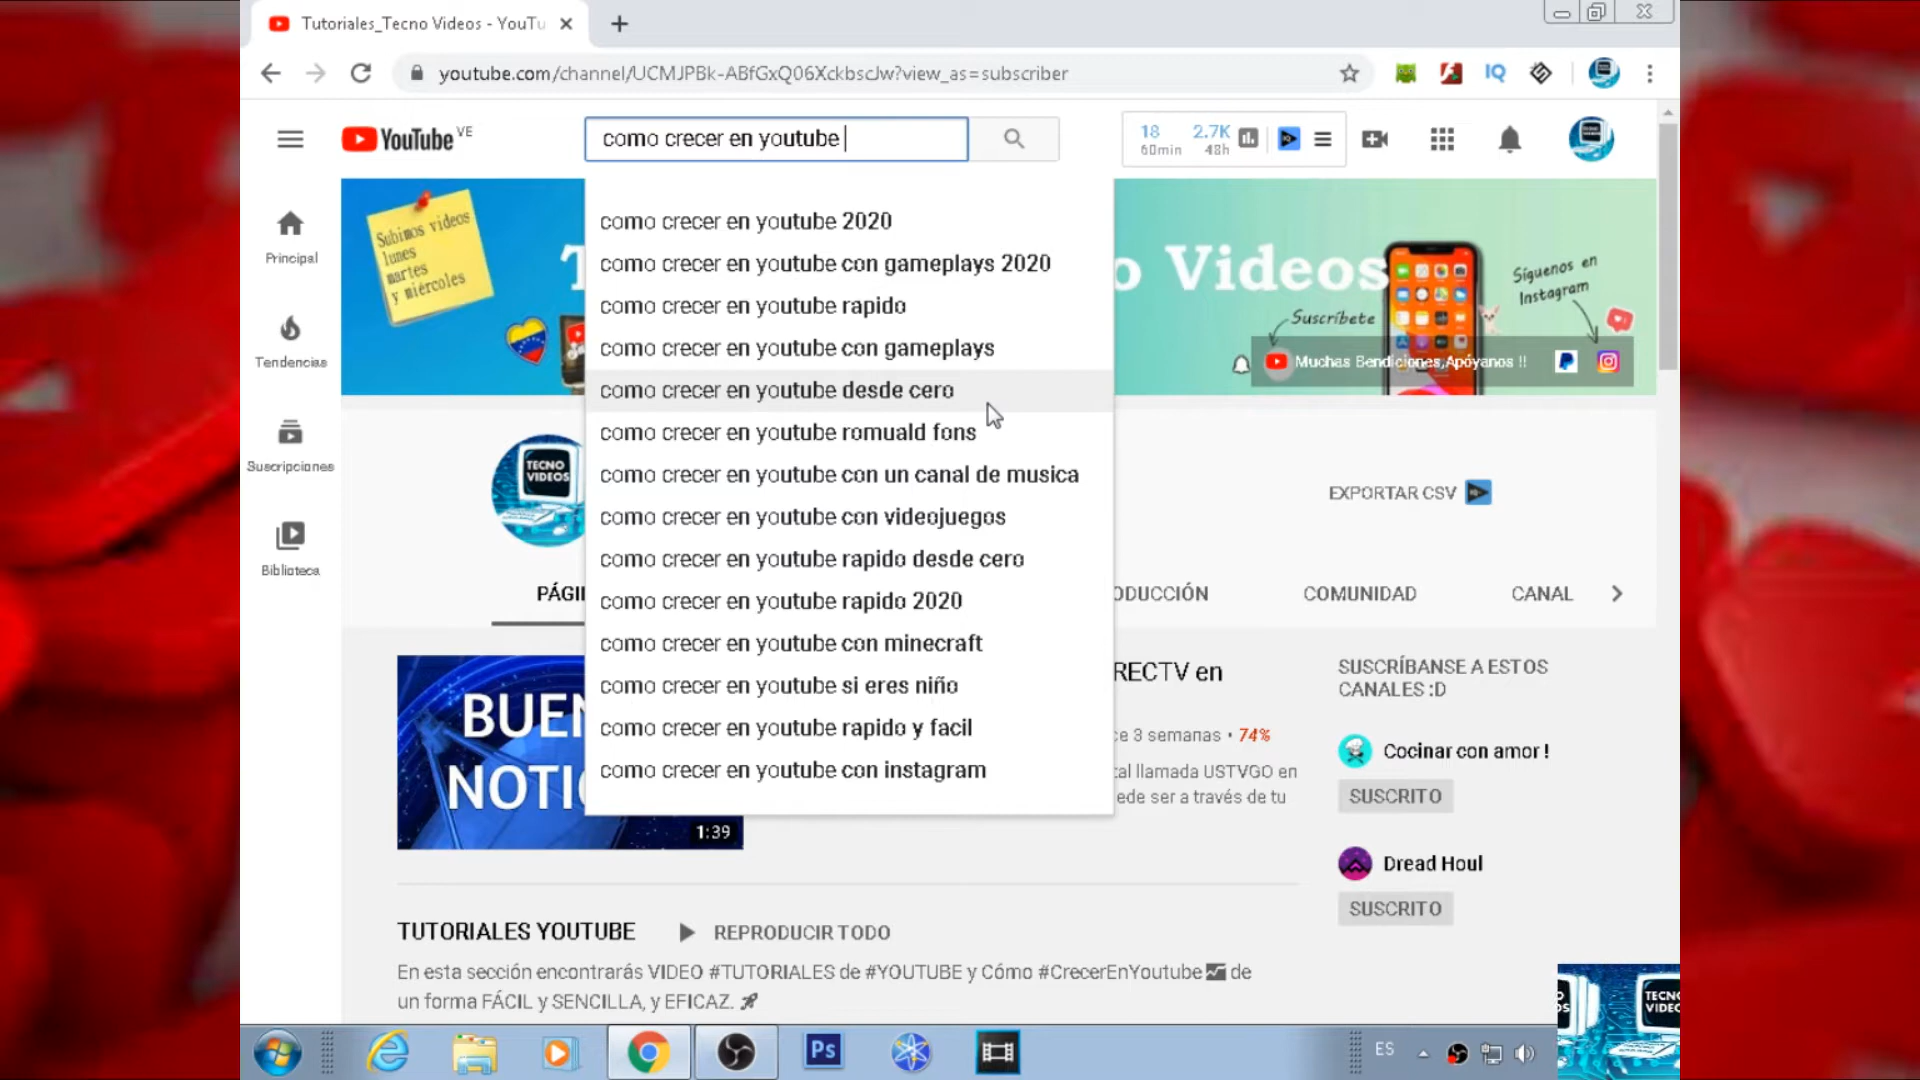 Tutoriales_Tecno Videos - YouTu
youtube.com/channel/UCMJPBk-ABfGxQ06XckbscJw?view_as=subscriber
IQ
YouTube VE
como crecer en youtube
18 2.7K
60min 48h
Subimos videos
lunes
martes
y miércoles
o Videos
Síguenos en
Instagram
Suscríbete
Muchas Bendiciones,Apóyanos !!
Principal
Tendencias
Suscripciones
Biblioteca
como crecer en youtube 2020
como crecer en youtube con gameplays 2020
como crecer en youtube rapido
como crecer en youtube con gameplays
como crecer en youtube desde cero
como crecer en youtube romuald fons
como crecer en youtube con un canal de musica
como crecer en youtube con videojuegos
como crecer en youtube rapido desde cero
como crecer en youtube rapido 2020
como crecer en youtube con minecraft
como crecer en youtube si eres niño
como crecer en youtube rapido y facil
como crecer en youtube con instagram
TECNO
VIDEOS
EXPORTAR CSV
PÁGI
ODUCCIÓN
COMUNIDAD
CANAL
BUEN
NOTI
1:39
RECTV en
ce 3 semanas • 74%
tal llamada USTVGO en
ede ser a través de tu
SUSCRÍBANSE A ESTOS
CANALES :D
Cocinar con amor !
SUSCRITO
Dread Houl
SUSCRITO
TUTORIALES YOUTUBE
REPRODUCIR TODO
En esta sección encontrarás VIDEO #TUTORIALES de #YOUTUBE y Cómo #CrecerEnYoutube de
un forma FÁCIL y SENCILLA, y EFICAZ.
TECNO
VIDEO
Ps
ES